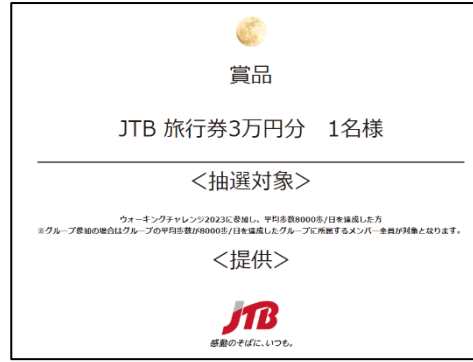 賞品
JTB 旅行券3万円分　1名様
＜抽選対象＞
ウォーキングチャレンジ2023に参加し、平均歩数8000歩/日を達成した方
※グループ参加の場合はグループの平均歩数が8000歩/日を達成したグループに所属するメンバー全員が対象となります。
＜提供＞
JTB
感動のそばに、いつも。